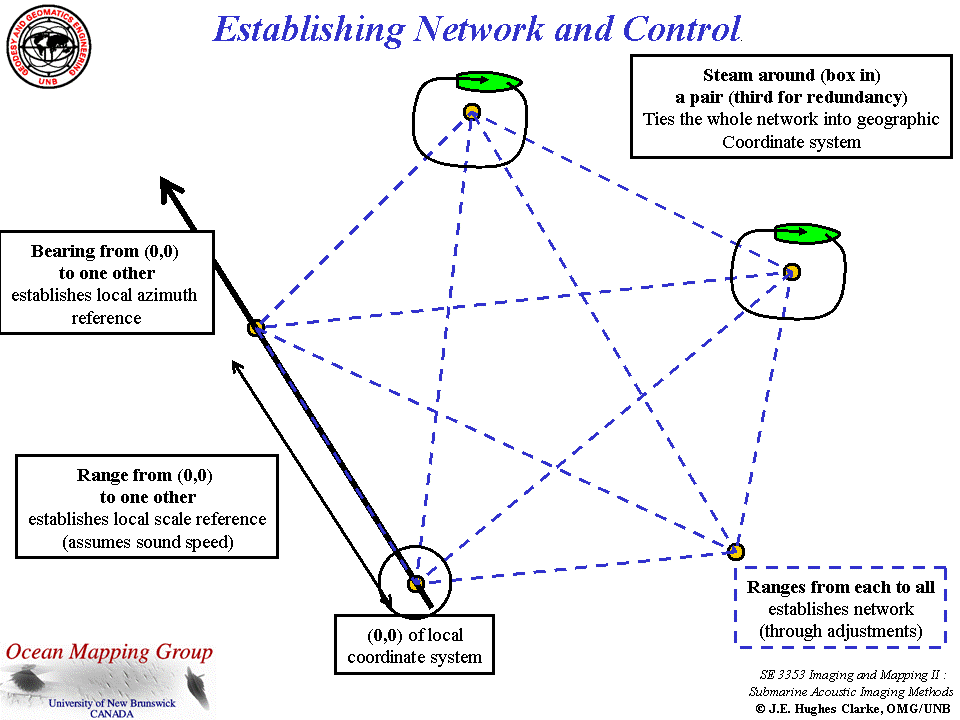 Establishing Network and Control.
GEODESY AND GEOMATICS ENGINEERING
UNB
Steam around (box in)
a pair (third for redundancy)
Ties the whole network into geographic
Coordinate system
Bearing from (0,0)
to one other
establishes local azimuth
reference
Range from (0,0)
to one other
establishes local scale reference
(assumes sound speed)
(0,0) of local
coordinate system
Ranges from each to all
establishes network
(through adjustments)
Ocean Mapping Group
University of New Brunswick
CANADA
SE 3353 Imaging and Mapping II :
Submarine Acoustic Imaging Methods
© J.E. Hughes Clarke, OMG/UNB